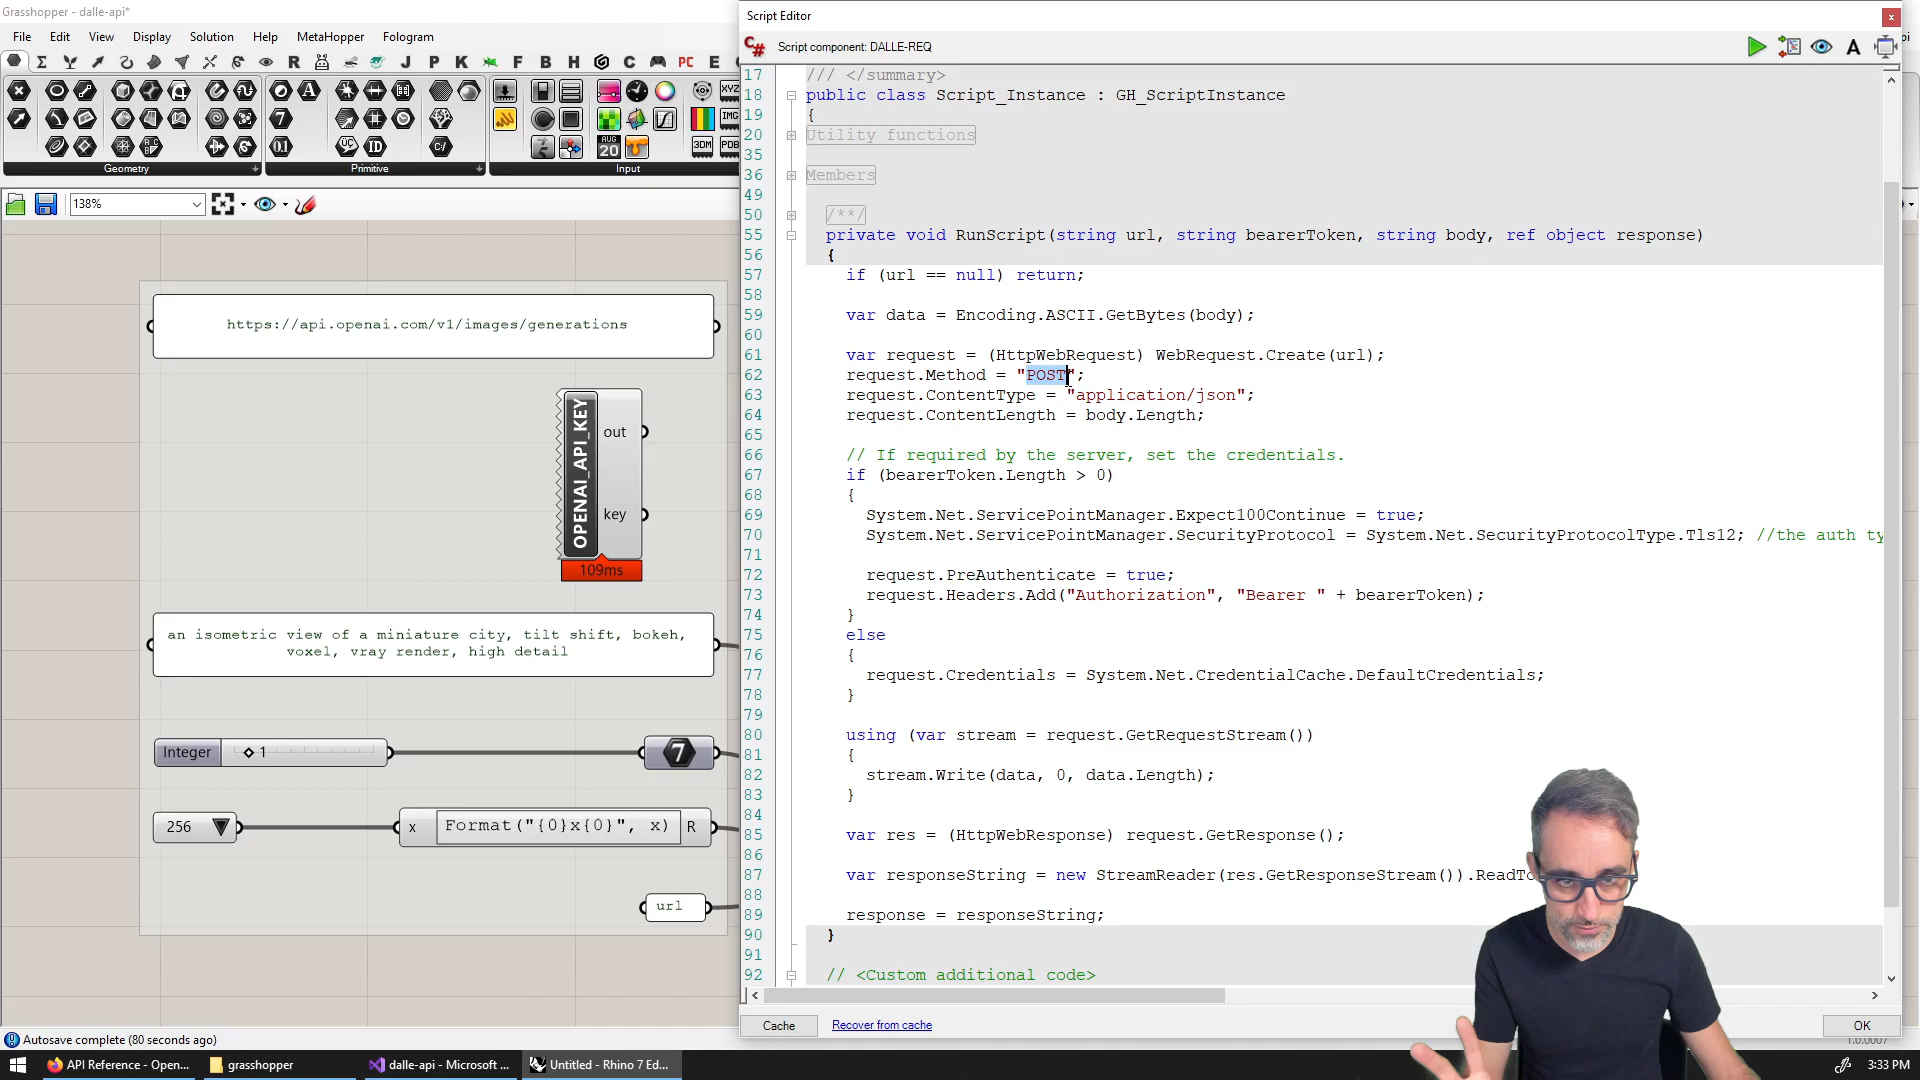 Grasshopper - dalle-api*
File Edit View Display Solution Help MetaHopper Fologram
Geometry
Primitive
Input
138%
https://api.openai.com/v1/images/generations
OPENAI_API_KEY
out
key
109ms
an isometric view of a miniature city, tilt shift, bokeh,
voxel, vray render, high detail
Integer 1
256
x Format("{0}x{0}", x) R
url
Autosave complete (80 seconds ago)
Script Editor
Script component: DALLE-REQ
17 /// </summary>
18 public class Script_Instance : GH_ScriptInstance
19 {
20 Utility functions
35
36 Members
49
50 /**/
55 private void RunScript(string url, string bearerToken, string body, ref object response)
56 {
57 if (url == null) return;
58
59 var data = Encoding.ASCII.GetBytes(body);
60
61 var request = (HttpWebRequest) WebRequest.Create(url);
62 request.Method = "POST";
63 request.ContentType = "application/json";
64 request.ContentLength = body.Length;
65
66 // If required by the server, set the credentials.
67 if (bearerToken.Length > 0)
68 {
69 System.Net.ServicePointManager.Expect100Continue = true;
70 System.Net.ServicePointManager.SecurityProtocol = System.Net.SecurityProtocolType.Tls12; //the auth ty
71
72 request.PreAuthenticate = true;
73 request.Headers.Add("Authorization", "Bearer " + bearerToken);
74 }
75 else
76 {
77 request.Credentials = System.Net.CredentialCache.DefaultCredentials;
78 }
79
80 using (var stream = request.GetRequestStream())
81 {
82 stream.Write(data, 0, data.Length);
83 }
84
85 var res = (HttpWebResponse) request.GetResponse();
86
87 var responseString = new StreamReader(res.GetResponseStream()).ReadTo
88
89 response = responseString;
90 }
91
92 // <Custom additional code>
Cache Recover from cache OK
1.0.0007
API Reference - Open... grasshopper dalle-api - Microsoft ... Untitled - Rhino 7 Ed... 3:33 PM